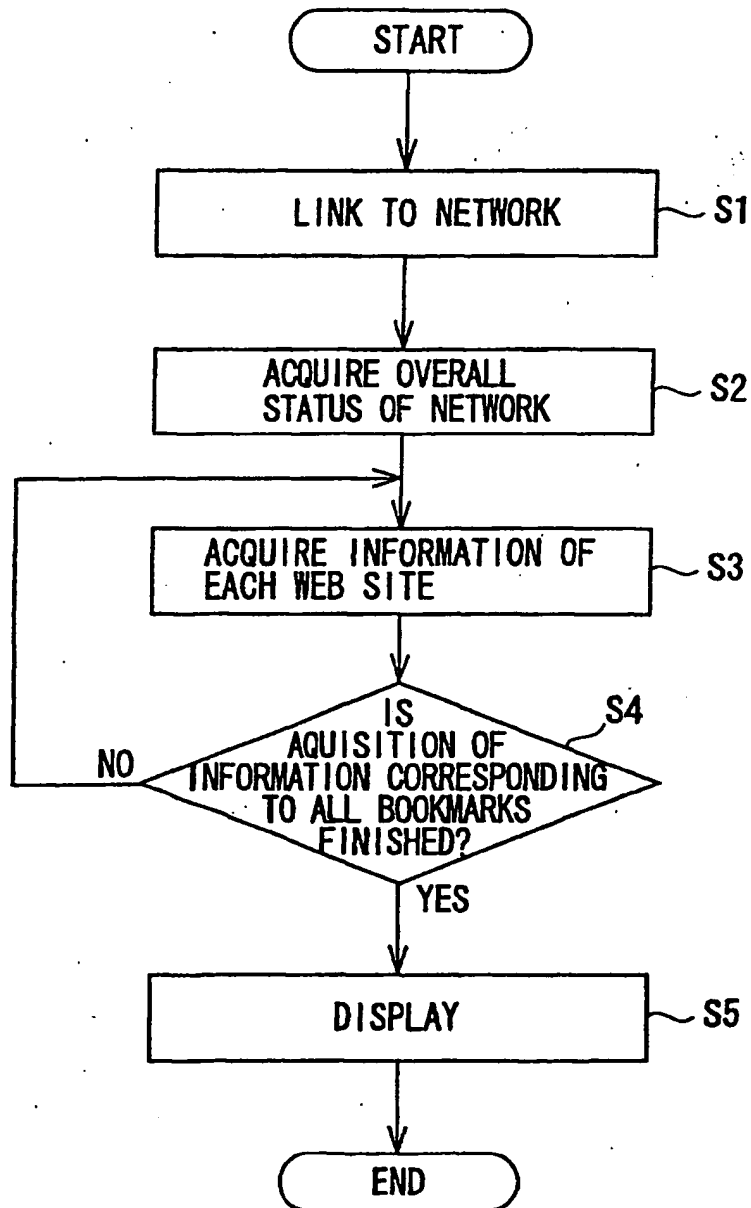 START
LINK TO NETWORK
S1
ACQUIRE OVERALL
STATUS OF NETWORK
S2
ACQUIRE INFORMATION OF
EACH WEB SITE
S3
IS
AQUISITION OF
INFORMATION CORRESPONDING
TO ALL BOOKMARKS
FINISHED?
S4
NO
YES
DISPLAY
S5
END